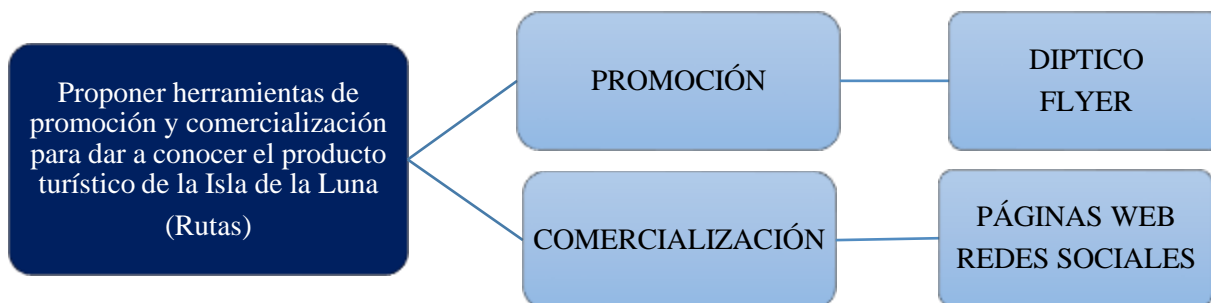 Proponer herramientas de
promoción y comercialización
para dar a conocer el producto
turístico de la Isla de la Luna
(Rutas)
PROMOCIÓN
DIPTICO
FLYER
COMERCIALIZACIÓN
PÁGINAS WEB
REDES SOCIALES